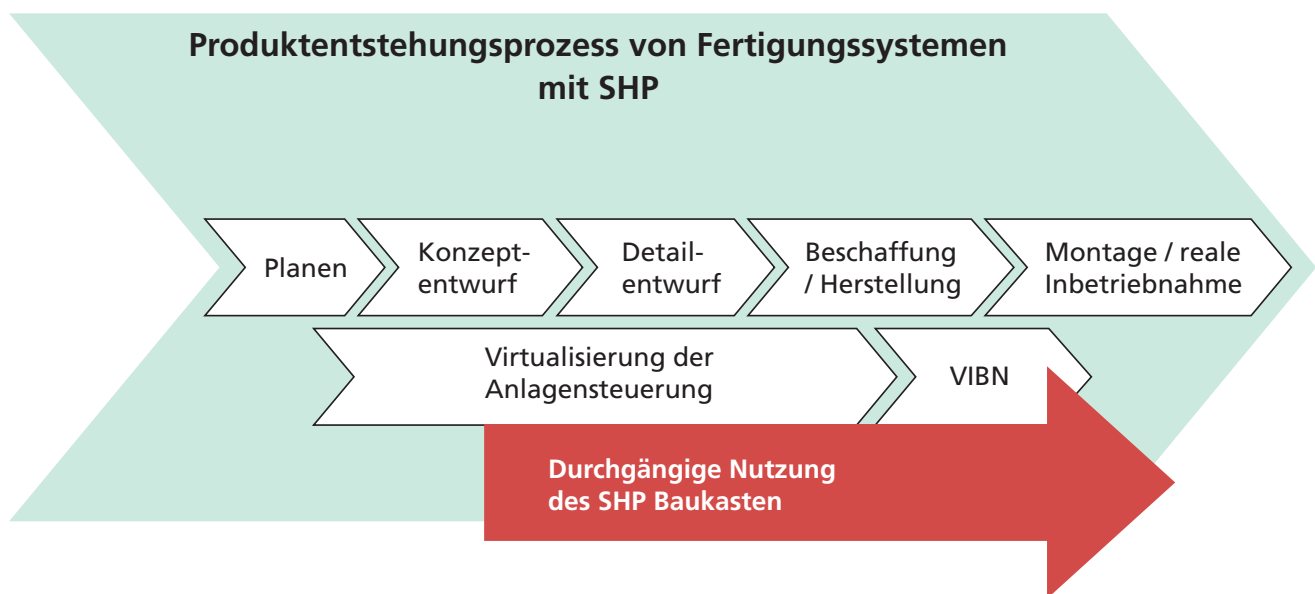 Produktentstehungsprozess von Fertigungssystemen
mit SHP
Planen
Konzept-
entwurf
Detail-
entwurf
Beschaffung
/ Herstellung
Montage / reale
Inbetriebnahme
Virtualisierung der
Anlagensteuerung
VIBN
Durchgängige Nutzung
des SHP Baukasten